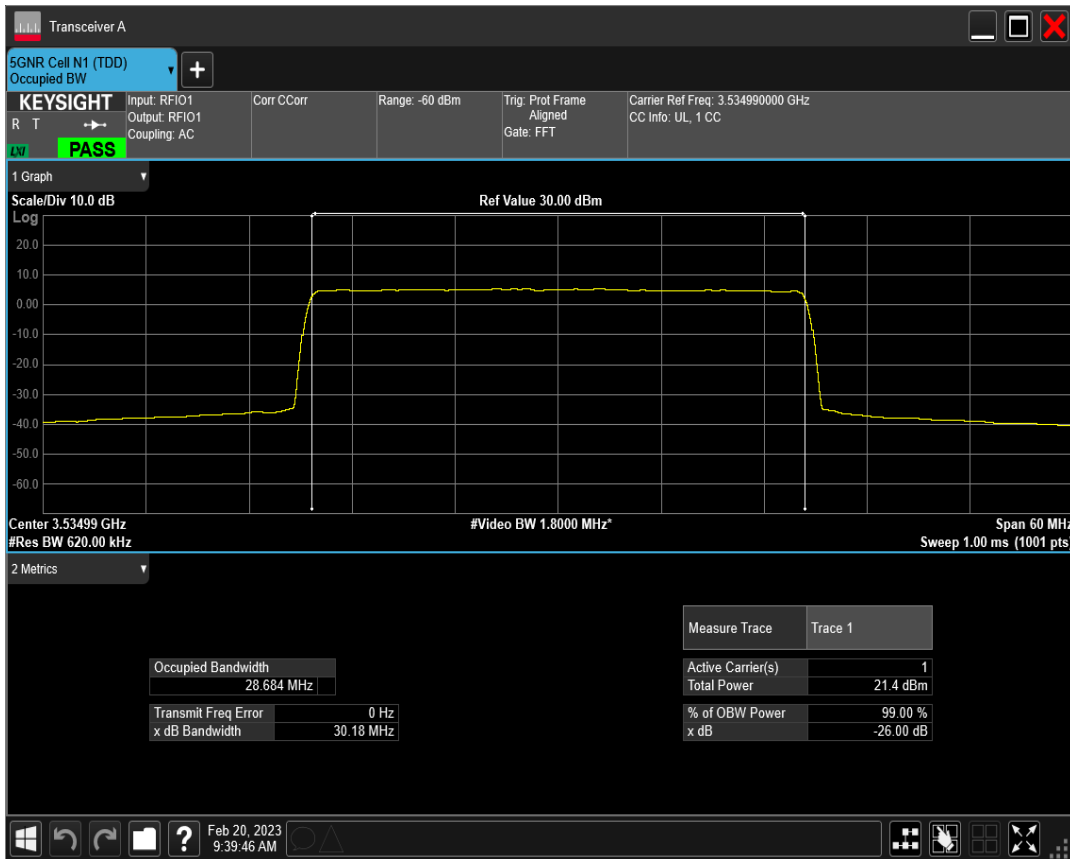 Transceiver A
5GNR Cell N1 (TDD)
Occupied BW
+
KEYSIGHT
R T
LXI
PASS
Input: RFIO1
Output: RFIO1
Coupling: AC
Corr CCorr
Range: -60 dBm
Trig: Prot Frame
Aligned
Gate: FFT
Carrier Ref Freq: 3.534990000 GHz
CC Info: UL, 1 CC
1 Graph
Scale/Div 10.0 dB
Ref Value 30.00 dBm
Log
20.0
10.0
0.00
-10.0
-20.0
-30.0
-40.0
-50.0
-60.0
Center 3.53499 GHz
#Video BW 1.8000 MHz*
Span 60 MHz
#Res BW 620.00 kHz
Sweep 1.00 ms (1001 pts)
2 Metrics
Measure Trace Trace 1
Occupied Bandwidth
28.684 MHz
Active Carrier(s) 1
Total Power 21.4 dBm
Transmit Freq Error 0 Hz
x dB Bandwidth 30.18 MHz
% of OBW Power 99.00 %
x dB -26.00 dB
?
Feb 20, 2023
9:39:46 AM